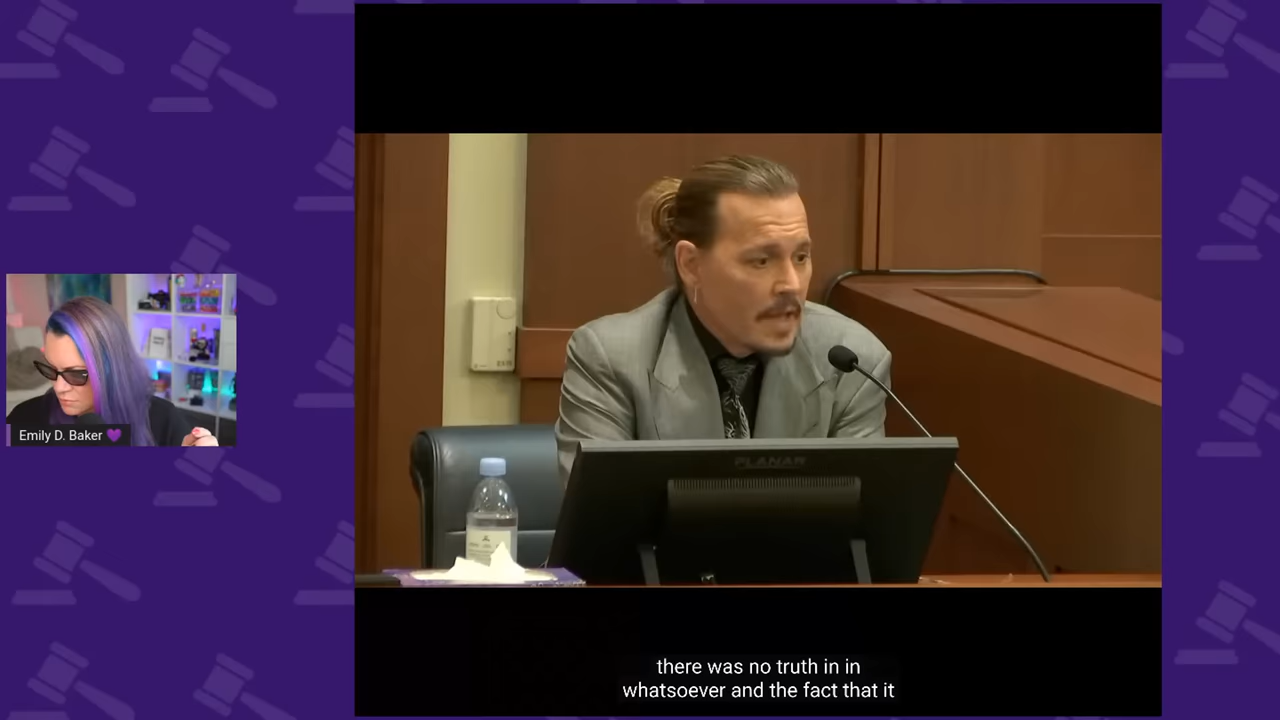 Emily D. Baker 💜
PLANAR
there was no truth in in
whatsoever and the fact that it